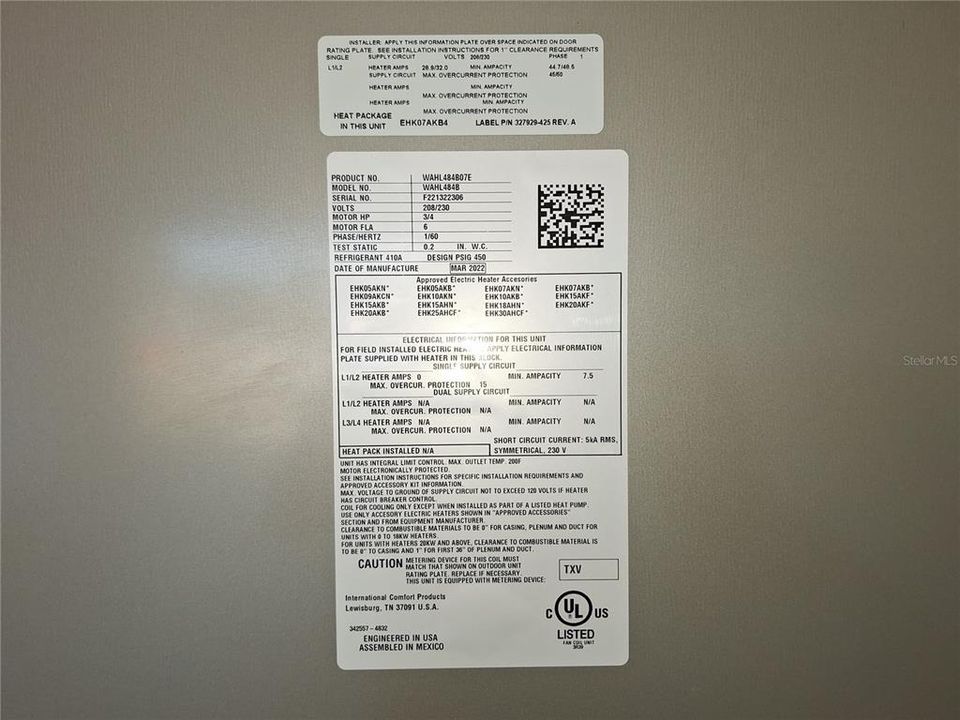 INSTALLER: APPLY THIS INFORMATION PLATE OVER SPACE INDICATED ON DOOR
RATING PLATE. SEE INSTALLATION INSTRUCTIONS FOR 1" CLEARANCE REQUIREMENTS
SINGLE SUPPLY CIRCUIT VOLTS 208/230 PHASE 1
L1/L2 HEATER AMPS 28.9/32.0 MIN. AMPACITY 44.7/48.5
SUPPLY CIRCUIT MAX. OVERCURRENT PROTECTION 45/50
HEATER AMPS MIN. AMPACITY
MAX. OVERCURRENT PROTECTION
HEATER AMPS MIN. AMPACITY
MAX. OVERCURRENT PROTECTION
HEAT PACKAGE
IN THIS UNIT EHK07AKB4 LABEL P/N 327929-425 REV. A
PRODUCT NO. WAHL484B07E
MODEL NO. WAHL484B
SERIAL NO. F221322306
VOLTS 208/230
MOTOR HP 3/4
MOTOR FLA 6
PHASE/HERTZ 1/60
TEST STATIC 0.2 IN. W.C.
REFRIGERANT 410A DESIGN PSIG 450
DATE OF MANUFACTURE MAR 2022
Approved Electric Heater Accesories
EHK05AKN* EHK05AKB* EHK07AKN* EHK07AKB*
EHK09AKCN* EHK10AKN* EHK10AKB* EHK15AKF*
EHK15AKB* EHK15AHN* EHK18AHN* EHK20AKF*
EHK20AKB* EHK25AHCF* EHK30AHCF*
ELECTRICAL INFORMATION FOR THIS UNIT
FOR FIELD INSTALLED ELECTRIC HEAT, APPLY ELECTRICAL INFORMATION
PLATE SUPPLIED WITH HEATER IN THIS BLOCK.
SINGLE SUPPLY CIRCUIT
L1/L2 HEATER AMPS 0 MIN. AMPACITY 7.5
MAX. OVERCUR. PROTECTION 15
DUAL SUPPLY CIRCUIT
L1/L2 HEATER AMPS N/A MIN. AMPACITY N/A
MAX. OVERCUR. PROTECTION N/A
L3/L4 HEATER AMPS N/A MIN. AMPACITY N/A
MAX. OVERCUR. PROTECTION N/A
SHORT CIRCUIT CURRENT: 5kA RMS,
HEAT PACK INSTALLED N/A SYMMETRICAL, 230 V
UNIT HAS INTEGRAL LIMIT CONTROL. MAX. OUTLET TEMP. 200F
MOTOR ELECTRONICALLY PROTECTED.
SEE INSTALLATION INSTRUCTIONS FOR SPECIFIC INSTALLATION REQUIREMENTS AND
APPROVED ACCESSORY KIT INFORMATION.
MAX. VOLTAGE TO GROUND OF SUPPLY CIRCUIT NOT TO EXCEED 120 VOLTS IF HEATER
HAS CIRCUIT BREAKER CONTROL.
COIL FOR COOLING ONLY EXCEPT WHEN INSTALLED AS PART OF A LISTED HEAT PUMP.
USE ONLY ACCESORY ELECTRIC HEATERS SHOWN IN "APPROVED ACCESSORIES"
SECTION AND FROM EQUIPMENT MANUFACTURER.
CLEARANCE TO COMBUSTIBLE MATERIALS TO BE 0" FOR CASING, PLENUM AND DUCT FOR
UNITS WITH 0 TO 18KW HEATERS.
FOR UNITS WITH HEATERS 20KW AND ABOVE, CLEARANCE TO COMBUSTIBLE MATERIAL IS
TO BE 0" TO CASING AND 1" FOR FIRST 36" OF PLENUM AND DUCT.
CAUTION METERING DEVICE FOR THIS COIL MUST
MATCH THAT SHOWN ON OUTDOOR UNIT
RATING PLATE. REPLACE IF NECESSARY.
THIS UNIT IS EQUIPPED WITH METERING DEVICE: TXV
International Comfort Products
Lewisburg, TN 37091 U.S.A.
C UL US
LISTED
FAN COIL UNIT
342557-4832
ENGINEERED IN USA
ASSEMBLED IN MEXICO
StellarMLS